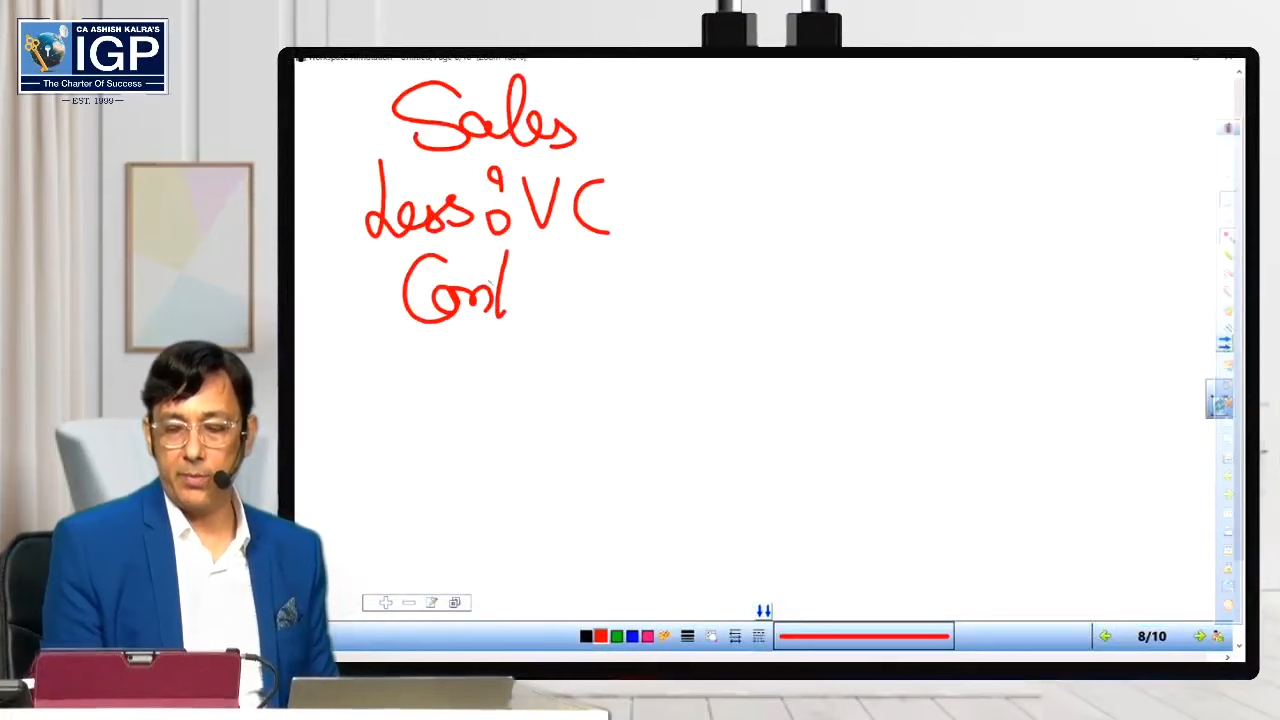 CA ASHISH KALRA'S
IGP
The Charter Of Success
EST. 1999
Sales
Less: VC
Cont
8/10